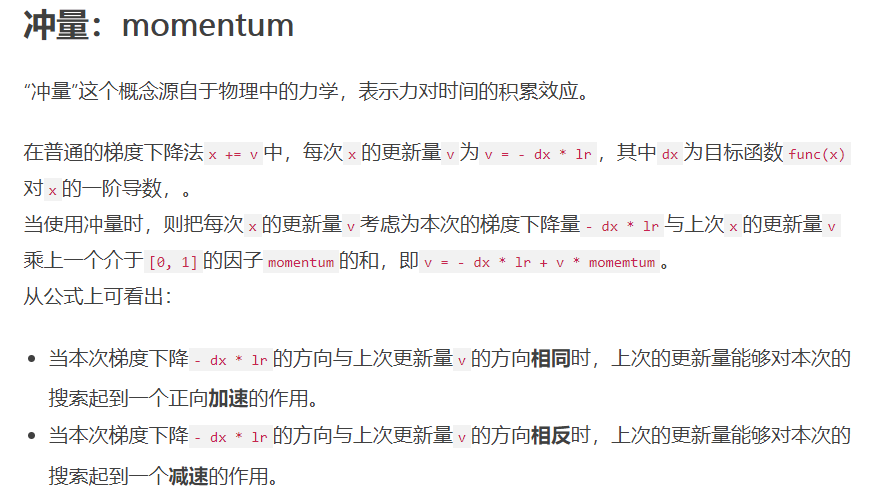 冲量：momentum
“冲量”这个概念源自于物理中的力学，表示力对时间的积累效应。
在普通的梯度下降法 x += v 中，每次 x 的更新量 v 为 v = - dx * lr ，其中 dx 为目标函数 func(x)
对 x 的一阶导数，。
当使用冲量时，则把每次 x 的更新量 v 考虑为本次的梯度下降量 - dx * lr 与上次 x 的更新量 v
乘上一个介于 [0, 1] 的因子 momentum 的和，即 v = - dx * lr + v * momemtum 。
从公式上可看出：
• 当本次梯度下降 - dx * lr 的方向与上次更新量 v 的方向相同时，上次的更新量能够对本次的
搜索起到一个正向加速的作用。
• 当本次梯度下降 - dx * lr 的方向与上次更新量 v 的方向相反时，上次的更新量能够对本次的
搜索起到一个减速的作用。